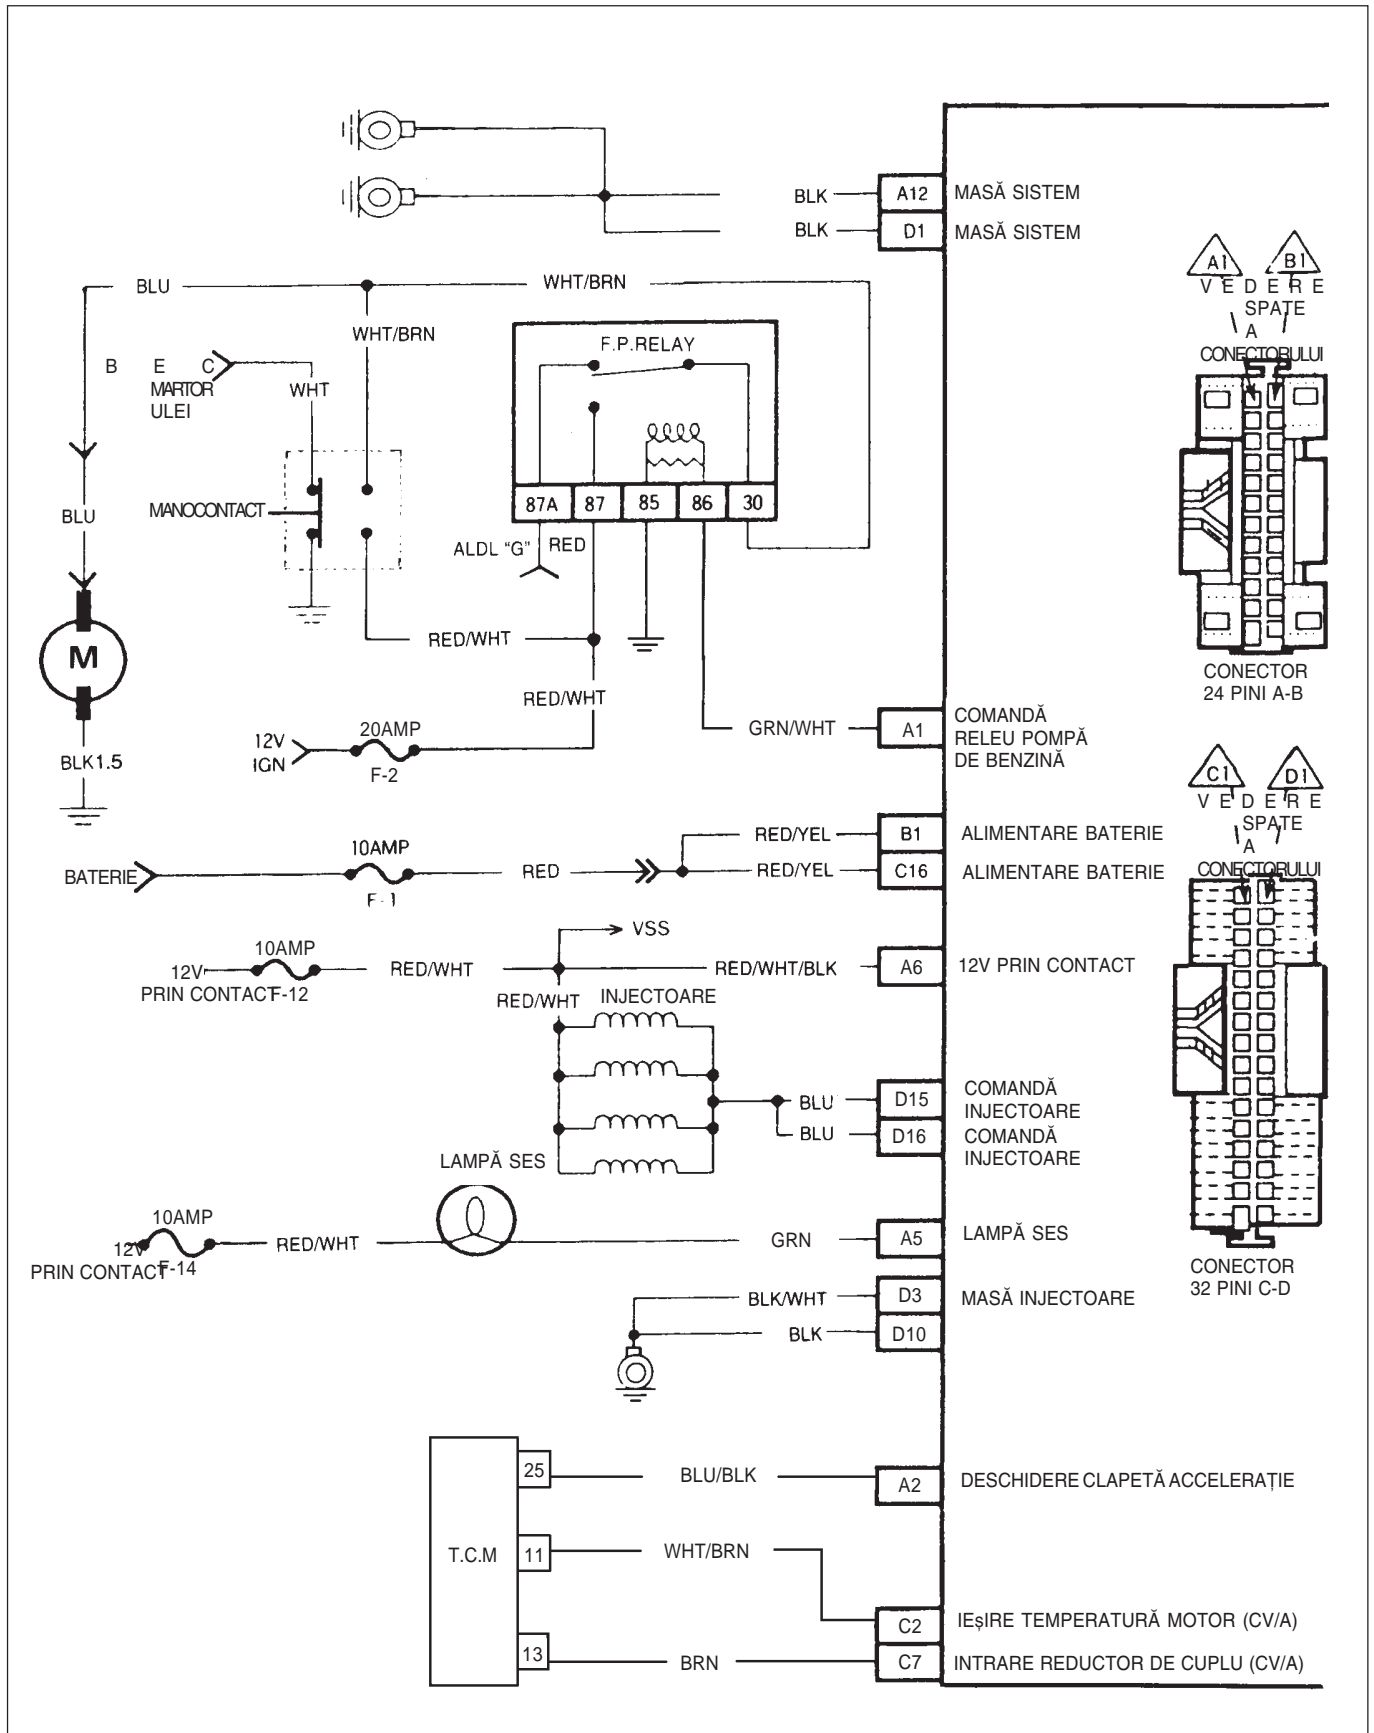 BLK
A12
MASĂ SISTEM
BLK
D1
MASĂ SISTEM
A1
B1
V E D E R E
SPATE
A
CONECTORULUI
BLU
WHT/BRN
WHT/BRN
F.P.RELAY
B E C
MARTOR
ULEI
WHT
87A
87
85
86
30
BLU
MANOCONTACT
ALDL "G"
RED
M
RED/WHT
CONECTOR
24 PINI A-B
RED/WHT
GRN/WHT
A1
COMANDĂ
RELEU POMPĂ
DE BENZINĂ
12V
IGN
20AMP
F-2
BLK1.5
C1
D1
V E D E R E
SPATE
A
CONECTORULUI
RED/YEL
B1
ALIMENTARE BATERIE
BATERIE
10AMP
F-1
RED
RED/YEL
C16
ALIMENTARE BATERIE
VSS
12V
PRIN CONTACT
10AMP
F-12
RED/WHT
RED/WHT/BLK
A6
12V PRIN CONTACT
RED/WHT
INJECTOARE
BLU
D15
COMANDĂ
INJECTOARE
BLU
D16
COMANDĂ
INJECTOARE
LAMPĂ SES
12V
PRIN CONTACT
10AMP
F-14
RED/WHT
GRN
A5
LAMPĂ SES
CONECTOR
32 PINI C-D
BLK/WHT
D3
MASĂ INJECTOARE
BLK
D10
T.C.M
25
BLU/BLK
A2
DESCHIDERE CLAPETĂ ACCELERAȚIE
11
WHT/BRN
C2
IEșIRE TEMPERATURĂ MOTOR (CV/A)
13
BRN
C7
INTRARE REDUCTOR DE CUPLU (CV/A)